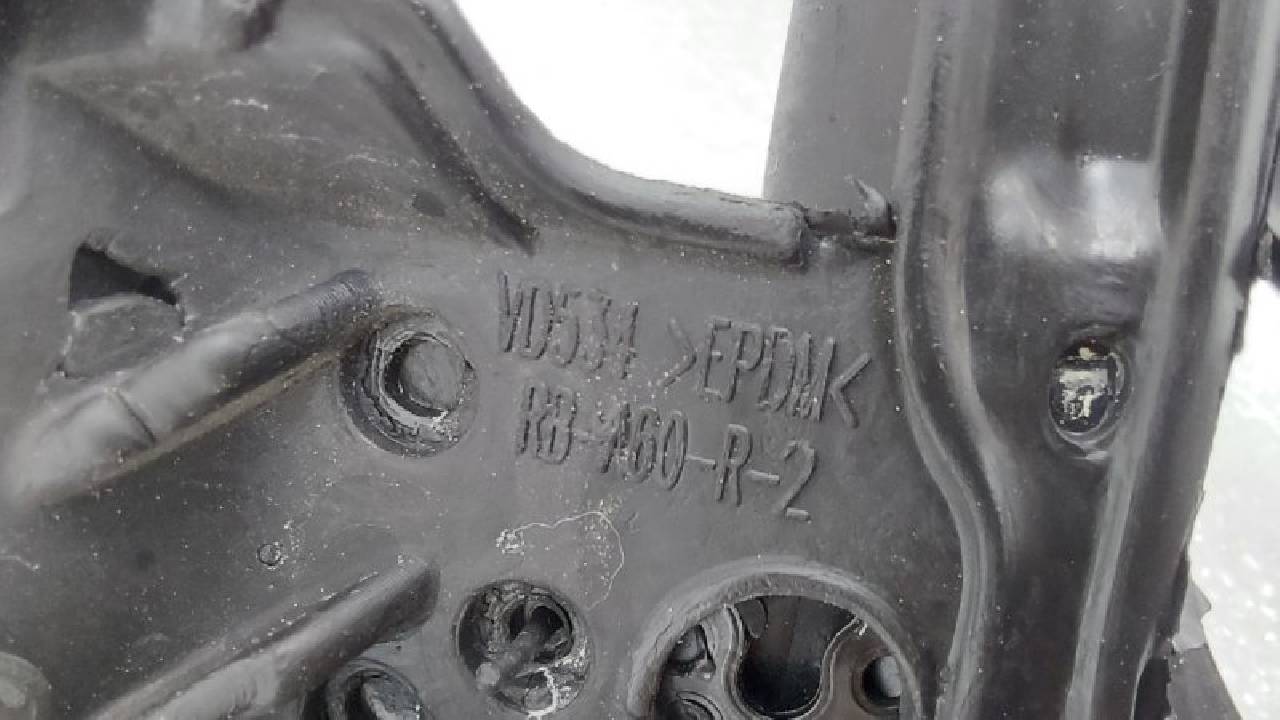 VD534 >EPDM<
RB-A60-R-2